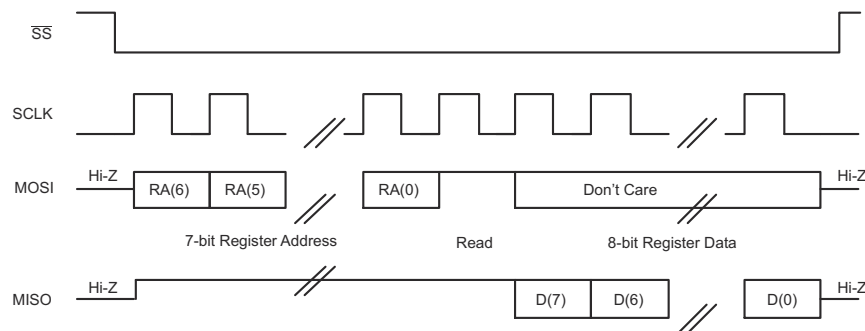 SS
SCLK
MOSI
Hi-Z
RA(6)
RA(5)
RA(0)
Don't Care
Hi-Z
7-bit Register Address
Read
8-bit Register Data
MISO
Hi-Z
D(7)
D(6)
D(0)
Hi-Z